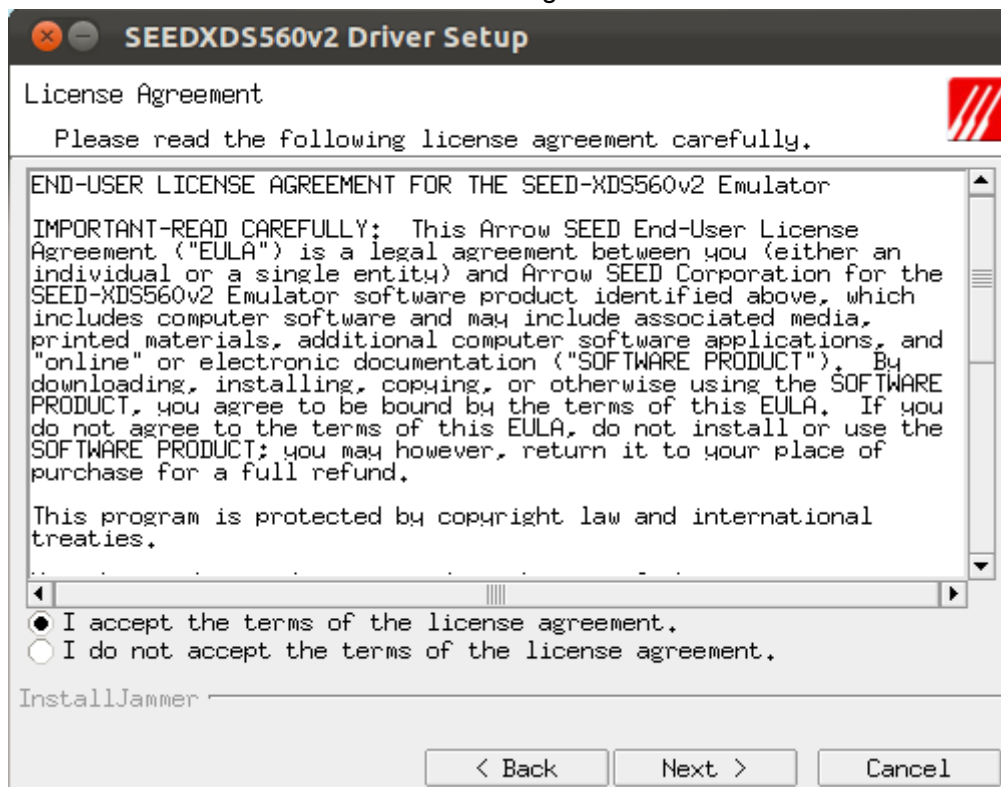 SEEDXDS560v2 Driver Setup
License Agreement
Please read the following license agreement carefully.
END-USER LICENSE AGREEMENT FOR THE SEED-XDS560v2 Emulator
IMPORTANT-READ CAREFULLY:  This Arrow SEED End-User License
Agreement ("EULA") is a legal agreement between you (either an
individual or a single entity) and Arrow SEED Corporation for the
SEED-XDS560v2 Emulator software product identified above, which
includes computer software and may include associated media,
printed materials, additional computer software applications, and
"online" or electronic documentation ("SOFTWARE PRODUCT").  By
downloading, installing, copying, or otherwise using the SOFTWARE
PRODUCT, you agree to be bound by the terms of this EULA.  If you
do not agree to the terms of this EULA, do not install or use the
SOFTWARE PRODUCT; you may however, return it to your place of
purchase for a full refund.
This program is protected by copyright law and international
treaties.
I accept the terms of the license agreement.
I do not accept the terms of the license agreement.
InstallJammer
< Back
Next >
Cancel